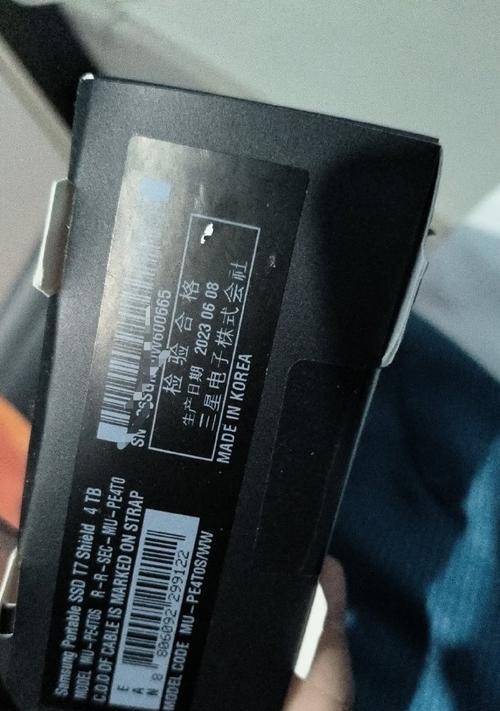 Samsung Portable SSD T7 Shield 4 TB
MODEL MU-PE4T0S R-R-SEC-MU-PE4T0
C.O.D OF CABLE IS MARKED ON STRAP
EAN
8 806092 299122
MODEL CODE MU-PE4T0S/WW
600665
检验合格
生产日期 2023 06 08
三星电子株式会社
MADE IN KOREA